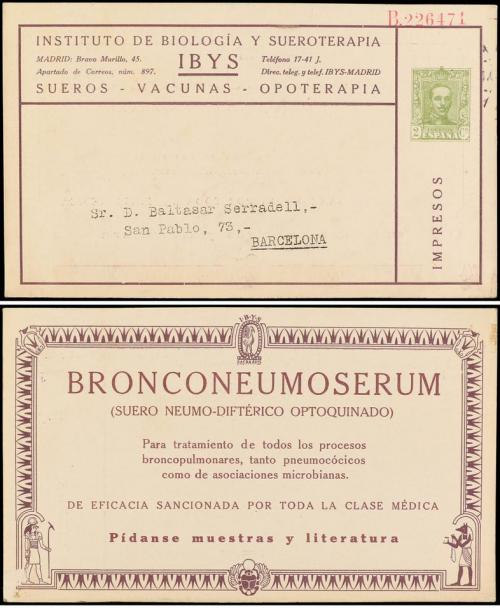 B.226471
INSTITUTO DE BIOLOGÍA Y SUEROTERAPIA
MADRID: Bravo Murillo, 45. IBYS Teléfono 17-41 J.
Apartado de Correos, núm. 897. Direc. teleg. y telef. IBYS-MADRID
SUEROS - VACUNAS - OPOTERAPIA
2 ESPAÑA Cs
IMPRESOS
Sr. D. Baltasar Serradell,-
San Pablo, 73,-
BARCELONA
I·B·Y·S
BRONCONEUMOSERUM
(SUERO NEUMO-DIFTÉRICO OPTOQUINADO)
Para tratamiento de todos los procesos
broncopulmonares, tanto pneumocócicos
como de asociaciones microbianas.
DE EFICACIA SANCIONADA POR TODA LA CLASE MÉDICA
Pídanse muestras y literatura